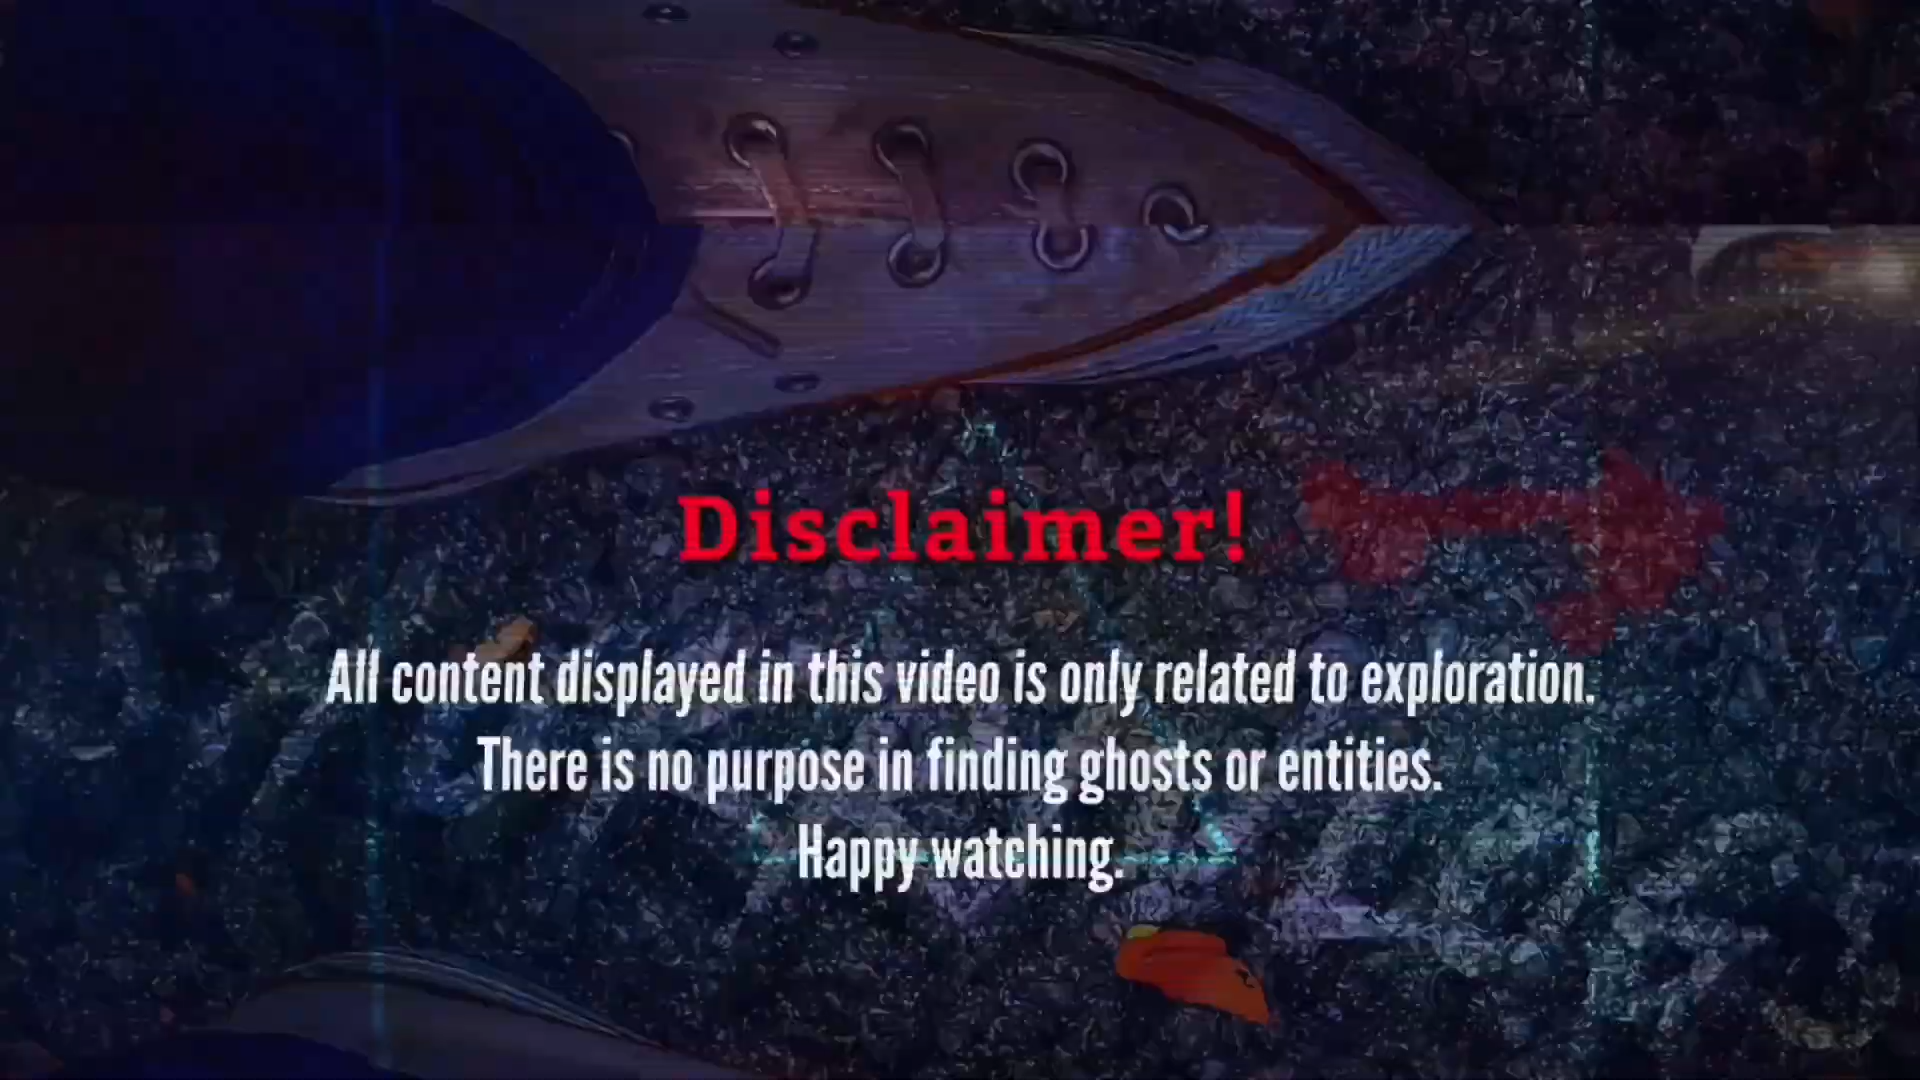 Disclaimer!
All content displayed in this video is only related to exploration.
There is no purpose in finding ghosts or entities.
Happy watching.